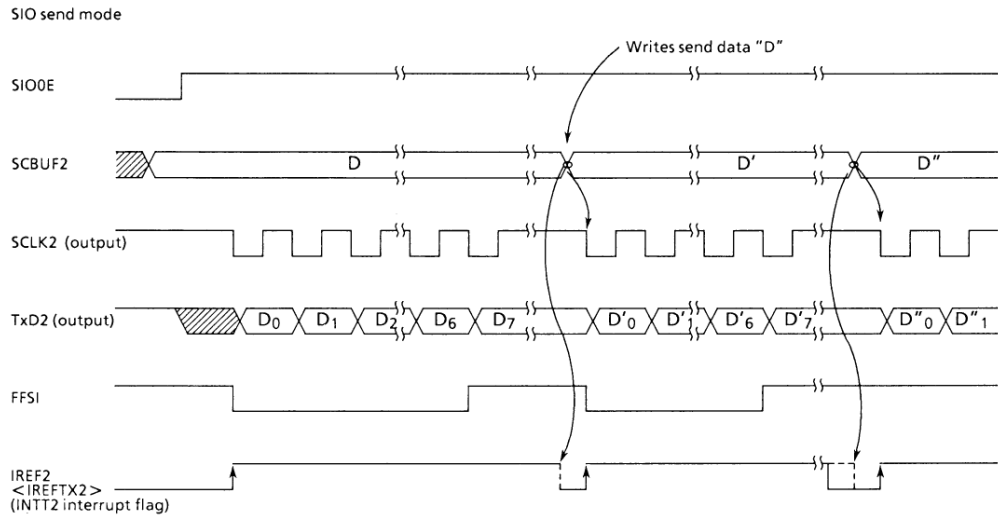 SIO send mode
Writes send data "D"
SIO0E
SCBUF2 D D' D"
SCLK2 (output)
TxD2 (output) D0 D1 D2 D6 D7 D'0 D'1 D'6 D'7 D"0 D"1
FFSI
IREF2
<IREFTX2>
(INTT2 interrupt flag)